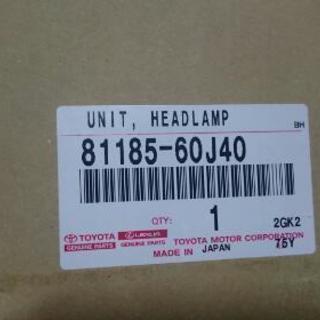 UNIT, HEADLAMP
BH
81185-60J40
QTY: 1 2GK2
TOYOTA LEXUS TOYOTA MOTOR CORPORATION
GENUINE PARTS GENUINE PARTS
MADE IN JAPAN 75Y